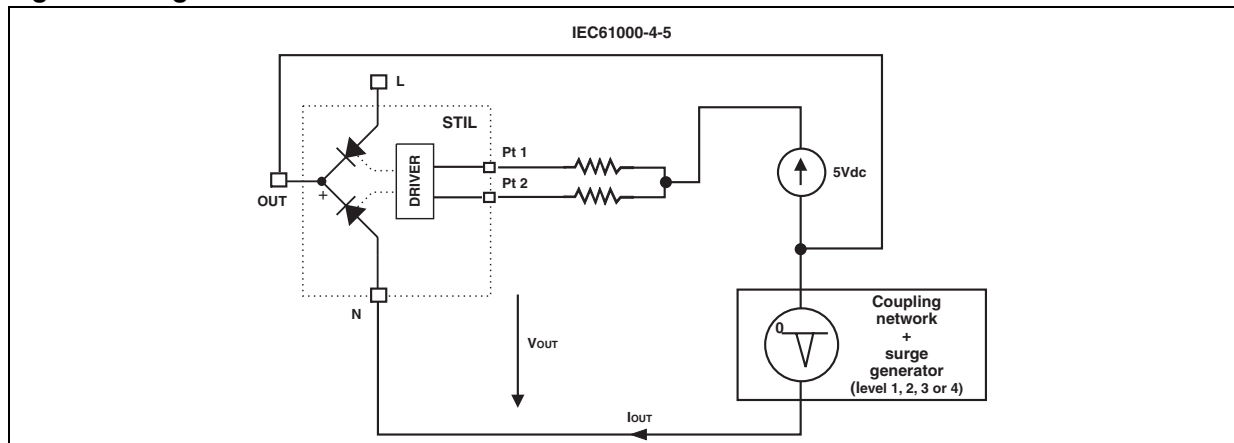 IEC61000-4-5
L
STIL
Pt 1
DRIVER
5Vdc
Pt 2
OUT
+
N
VOUT
0
Coupling
network
+
surge
generator
(level 1, 2, 3 or 4)
IOUT